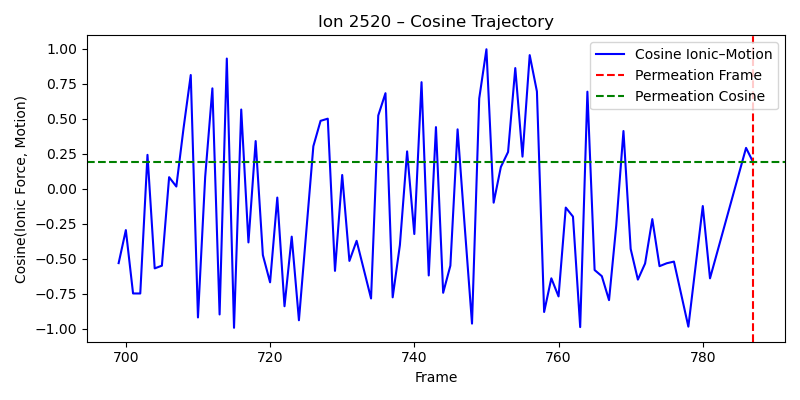 Ion 2520 – Cosine Trajectory
Cosine Ionic–Motion
Permeation Frame
Permeation Cosine
Cosine(Ionic Force, Motion)
1.00
0.75
0.50
0.25
0.00
−0.25
−0.50
−0.75
−1.00
700
720
740
760
780
Frame